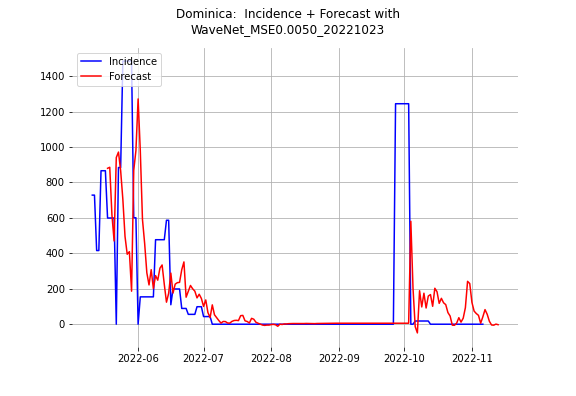 Dominica:  Incidence + Forecast with
WaveNet_MSE0.0050_20221023
Incidence
Forecast
1400
1200
1000
800
600
400
200
0
2022-06 2022-07 2022-08 2022-09 2022-10 2022-11